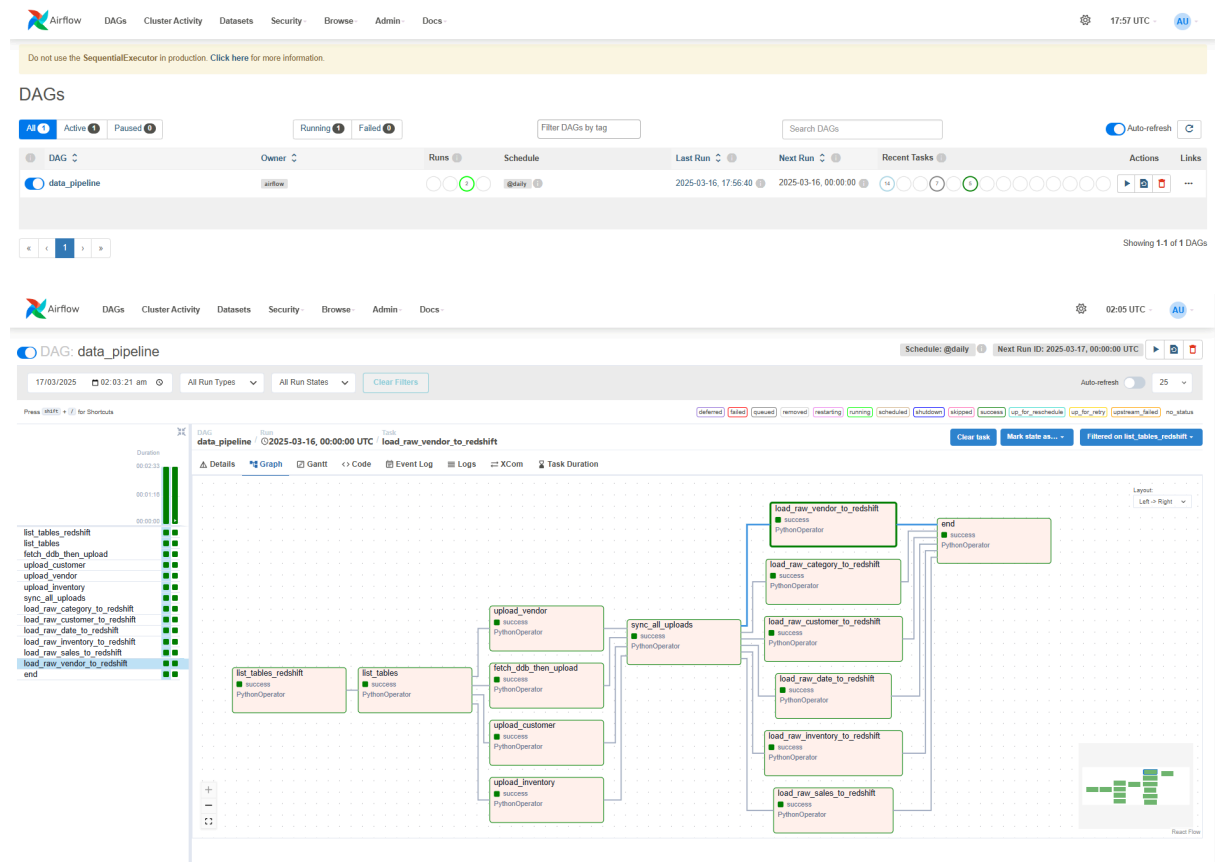 Airflow DAGs Cluster Activity Datasets Security Browse Admin Docs 17:57 UTC AU
Do not use the SequentialExecutor in production. Click here for more information.
DAGs
All 1 Active 1 Paused 0 Running 1 Failed 0 Filter DAGs by tag Search DAGs Auto-refresh
DAG Owner Runs Schedule Last Run Next Run Recent Tasks Actions Links
data_pipeline airflow 2 @daily 2025-03-16, 17:56:40 2025-03-16, 00:00:00 14 7 5
« ‹ 1 › » Showing 1-1 of 1 DAGs
Airflow DAGs Cluster Activity Datasets Security Browse Admin Docs 02:05 UTC AU
DAG: data_pipeline Schedule: @daily Next Run ID: 2025-03-17, 00:00:00 UTC
17/03/2025 02:03:21 am All Run Types All Run States Clear Filters Auto-refresh 25
Press shift + / for Shortcuts deferred failed queued removed restarting running scheduled shutdown skipped success up_for_reschedule up_for_retry upstream_failed no_status
DAG Run Task
data_pipeline / 2025-03-16, 00:00:00 UTC / load_raw_vendor_to_redshift Clear task Mark state as... Filtered on list_tables_redshift
Details Graph Gantt Code Event Log Logs XCom Task Duration
Duration
00:02:33
00:01:16
00:00:00
list_tables_redshift
list_tables
fetch_ddb_then_upload
upload_customer
upload_vendor
upload_inventory
sync_all_uploads
load_raw_category_to_redshift
load_raw_customer_to_redshift
load_raw_date_to_redshift
load_raw_inventory_to_redshift
load_raw_sales_to_redshift
load_raw_vendor_to_redshift
end
Layout:
Left -> Right
list_tables_redshift
success
PythonOperator
list_tables
success
PythonOperator
upload_vendor
success
PythonOperator
fetch_ddb_then_upload
success
PythonOperator
upload_customer
success
PythonOperator
upload_inventory
success
PythonOperator
sync_all_uploads
success
PythonOperator
load_raw_vendor_to_redshift
success
PythonOperator
load_raw_category_to_redshift
success
PythonOperator
load_raw_customer_to_redshift
success
PythonOperator
load_raw_date_to_redshift
success
PythonOperator
load_raw_inventory_to_redshift
success
PythonOperator
load_raw_sales_to_redshift
success
PythonOperator
end
success
PythonOperator
React Flow